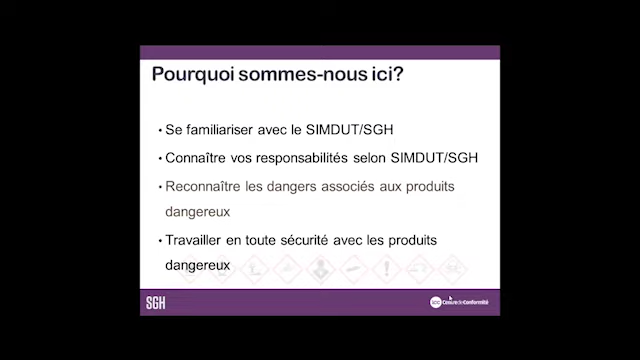 Pourquoi sommes-nous ici?
• Se familiariser avec le SIMDUT/SGH
• Connaître vos responsabilités selon SIMDUT/SGH
• Reconnaître les dangers associés aux produits
dangereux
• Travailler en toute sécurité avec les produits
dangereux
SGH